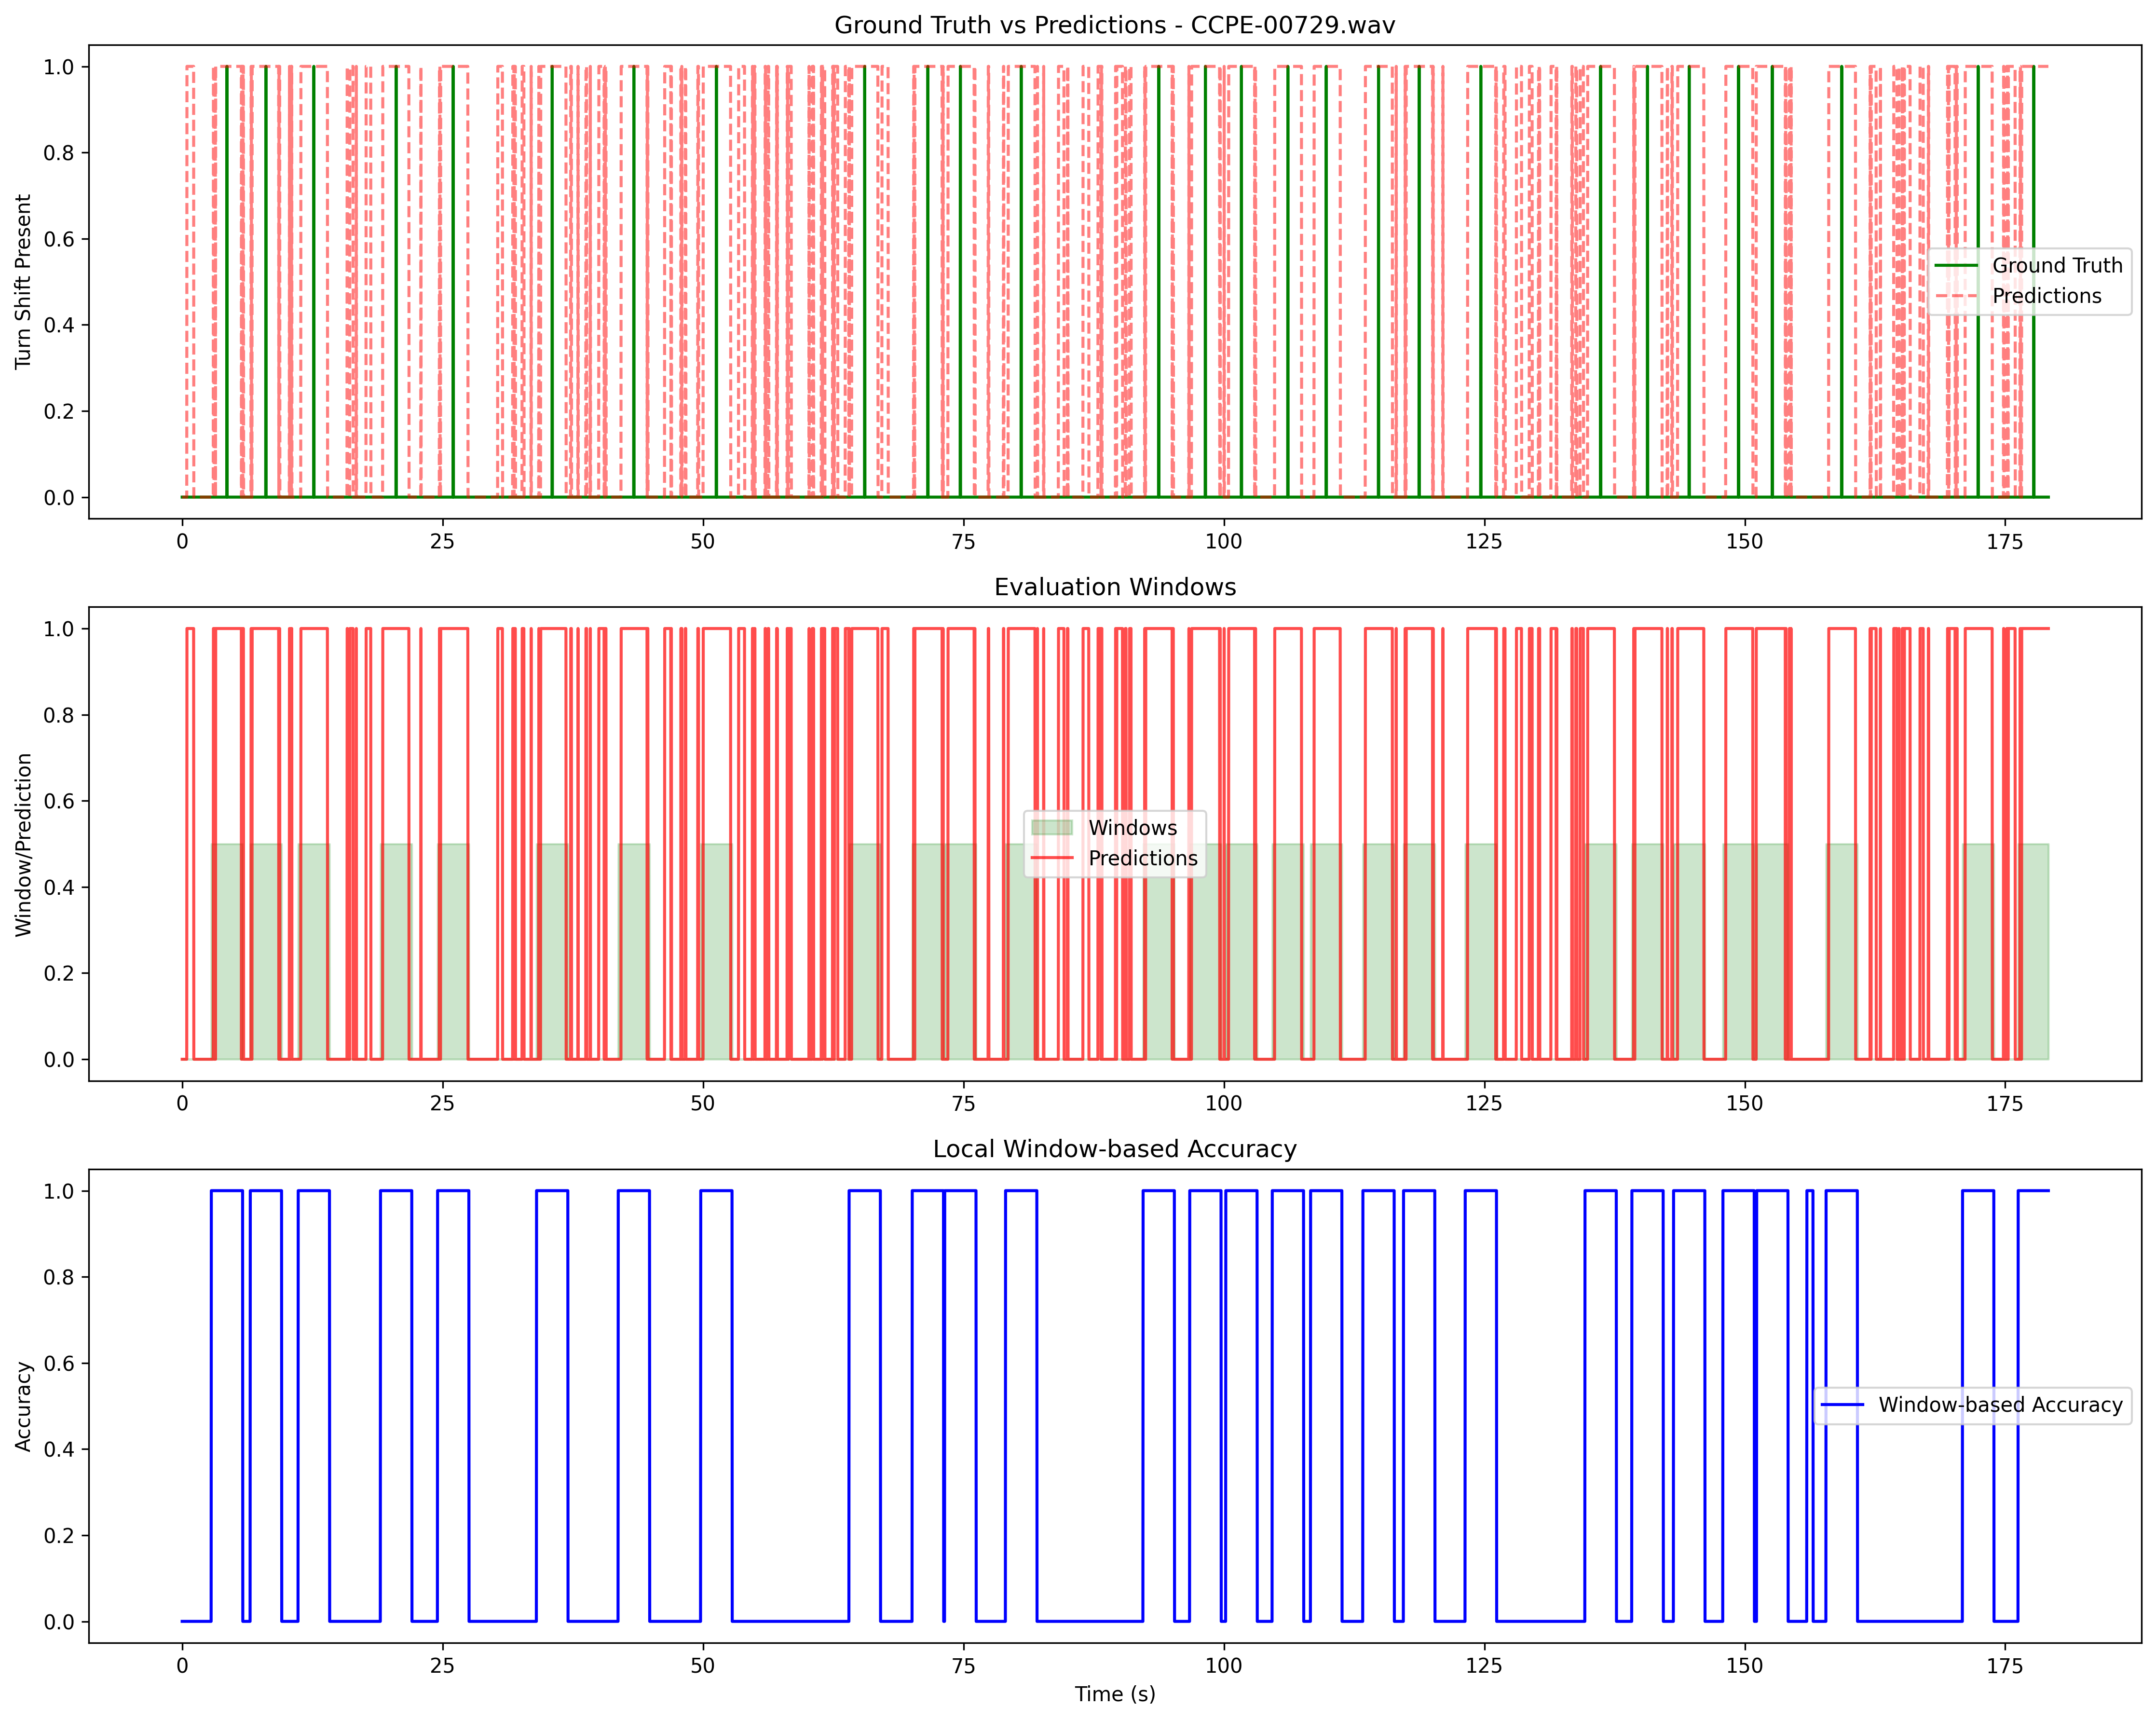 Ground Truth vs Predictions - CCPE-00729.wav
Turn Shift Present
1.0
0.8
0.6
0.4
0.2
0.0
Ground Truth
Predictions
0 25 50 75 100 125 150 175
Evaluation Windows
Window/Prediction
1.0
0.8
0.6
0.4
0.2
0.0
Windows
Predictions
0 25 50 75 100 125 150 175
Local Window-based Accuracy
Accuracy
1.0
0.8
0.6
0.4
0.2
0.0
Window-based Accuracy
0 25 50 75 100 125 150 175
Time (s)